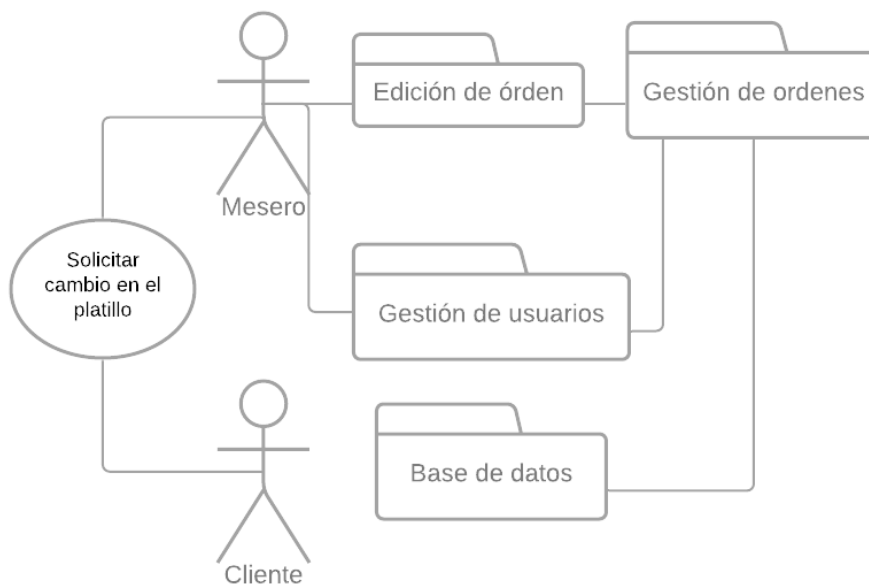 Edición de órden
Gestión de ordenes
Mesero
Solicitar
cambio en el
platillo
Gestión de usuarios
Base de datos
Cliente